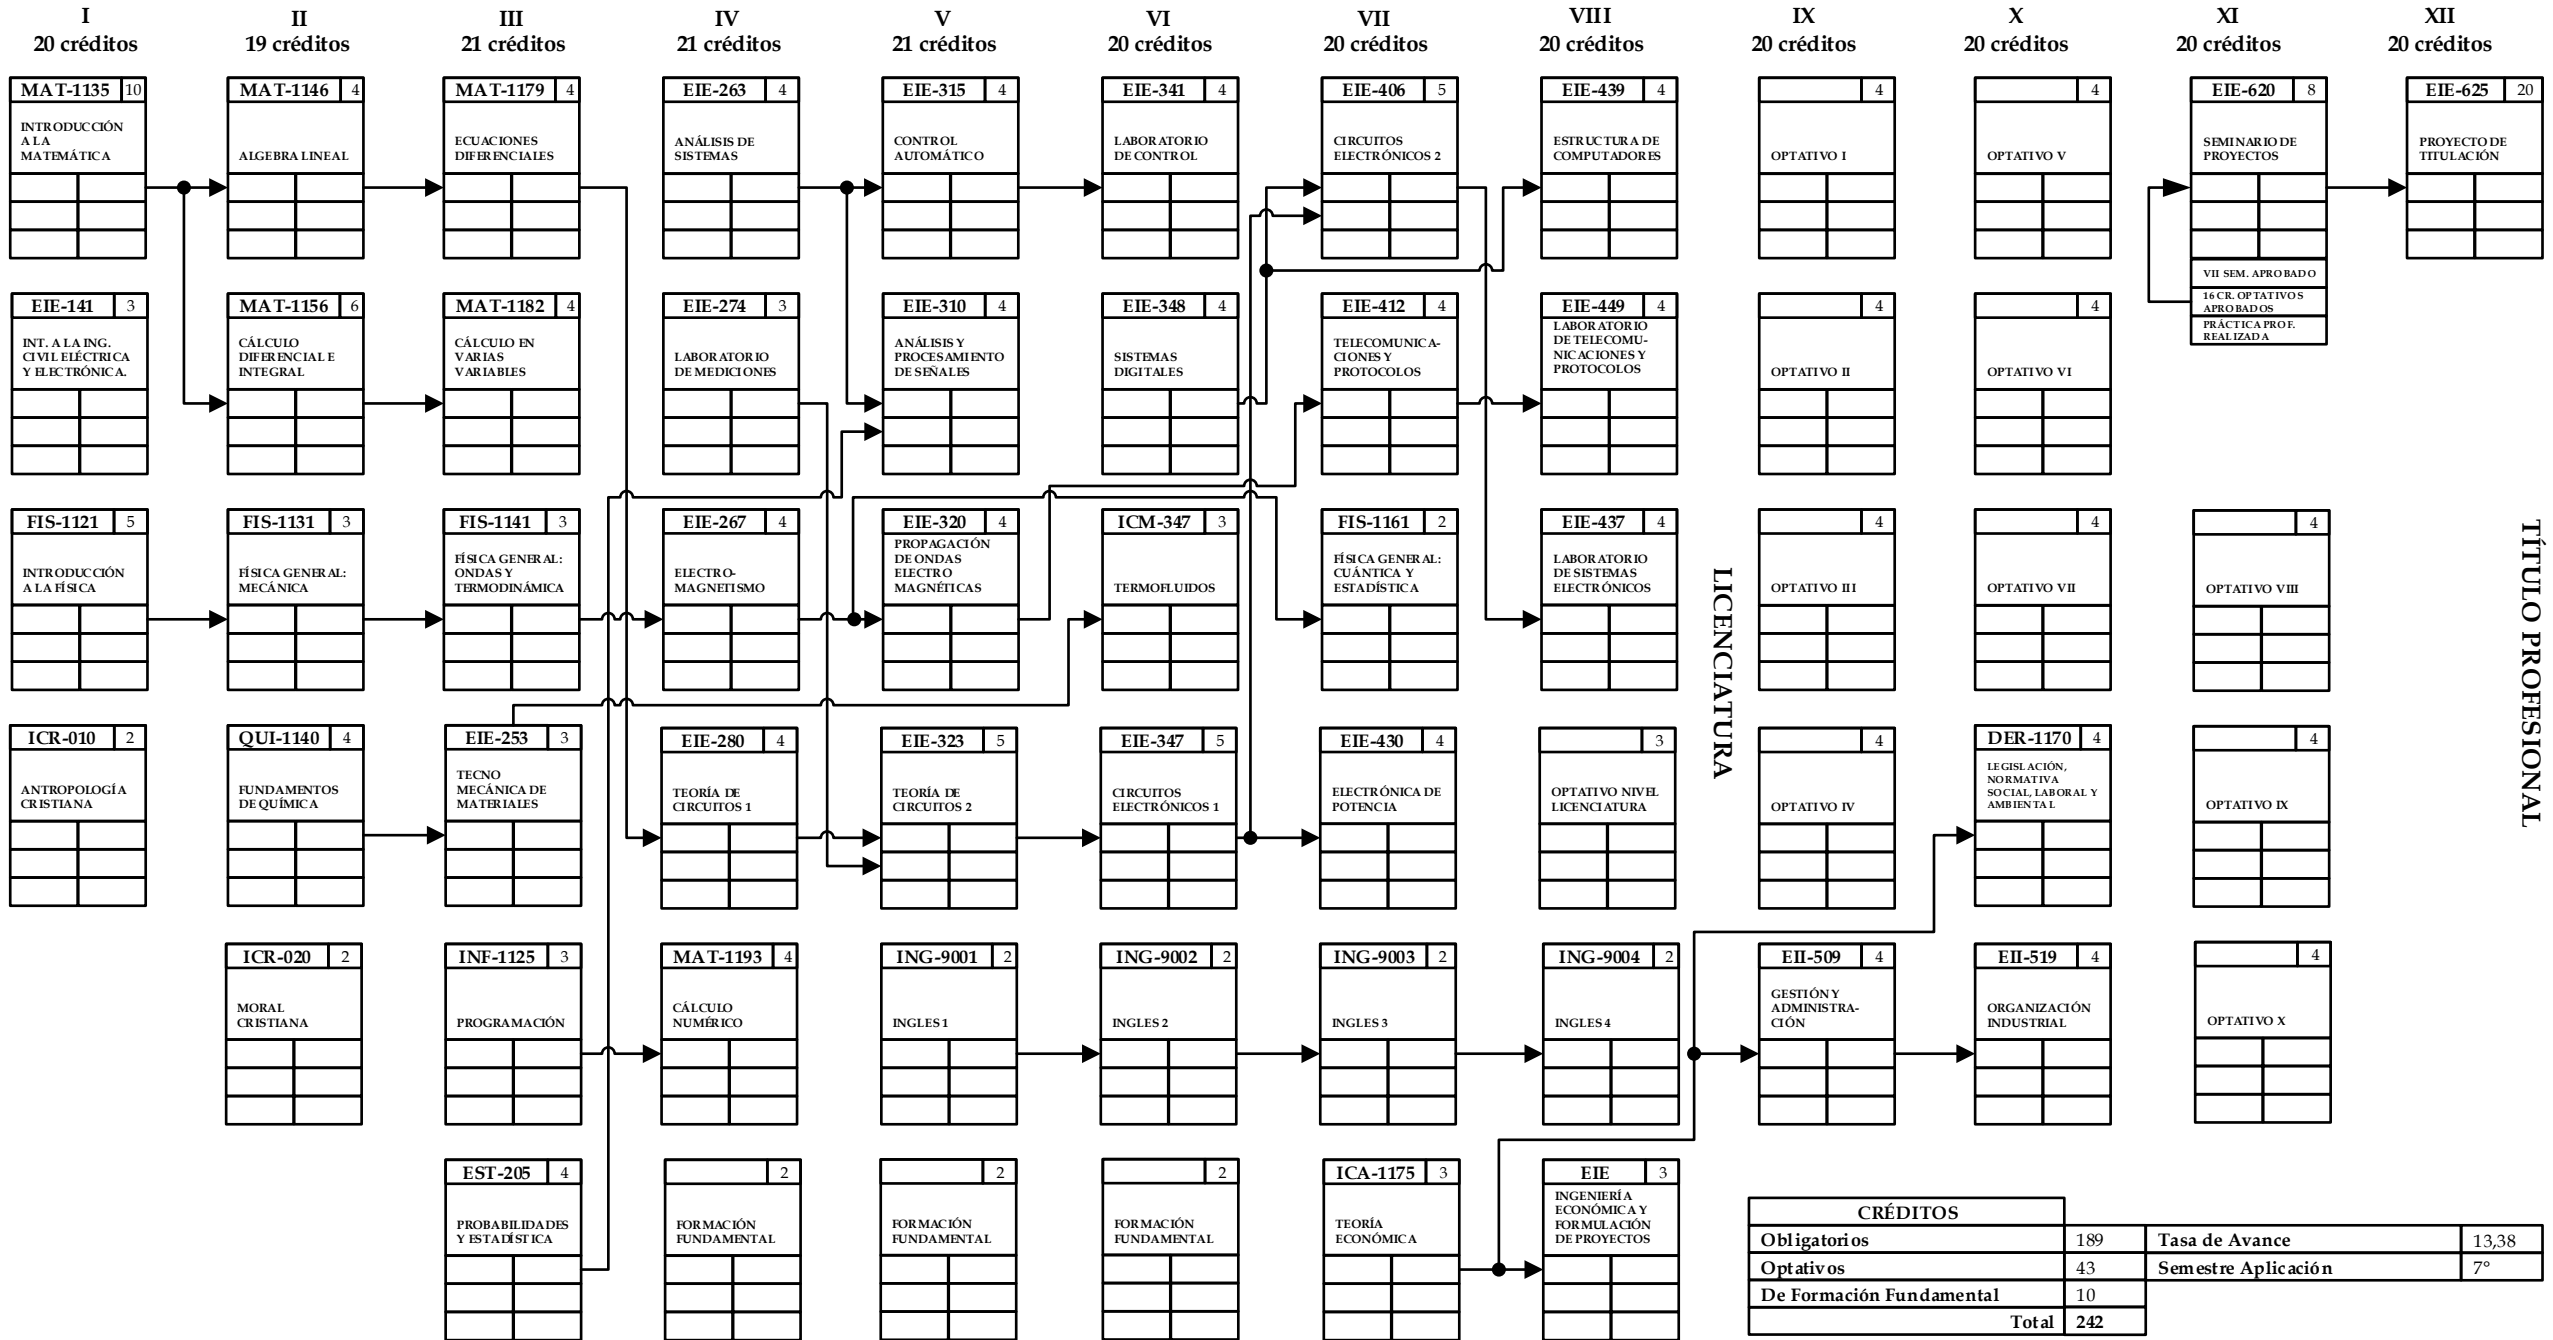 I
20 créditos
II
19 créditos
III
21 créditos
IV
21 créditos
V
21 créditos
VI
20 créditos
VII
20 créditos
VIII
20 créditos
IX
20 créditos
X
20 créditos
XI
20 créditos
XII
20 créditos
MAT-1135 10
INTRODUCCIÓN
A LA
MATEMÁTICA
MAT-1146 4
ALGEBRA LINEAL
MAT-1179 4
ECUACIONES
DIFERENCIALES
EIE-263 4
ANÁLISIS DE
SISTEMAS
EIE-315 4
CONTROL
AUTOMÁTICO
EIE-341 4
LABORATORIO
DE CONTROL
EIE-406 5
CIRCUITOS
ELECTRÓNICOS 2
EIE-439 4
ESTRUCTURA DE
COMPUTADORES
4
OPTATIVO I
4
OPTATIVO V
EIE-620 8
SEMINARIO DE
PROYECTOS
VII SEM. APROBADO
16 CR. OPTATIVOS
APROBADOS
PRÁCTICA PROF.
REALIZADA
EIE-625 20
PROYECTO DE
TITULACIÓN
EIE-141 3
INT. A LA ING.
CIVIL ELÉCTRICA
Y ELECTRÓNICA.
MAT-1156 6
CÁLCULO
DIFERENCIAL E
INTEGRAL
MAT-1182 4
CÁLCULO EN
VARIAS
VARIABLES
EIE-274 3
LABORATORIO
DE MEDICIONES
EIE-310 4
ANÁLISIS Y
PROCESAMIENTO
DE SEÑALES
EIE-348 4
SISTEMAS
DIGITALES
EIE-412 4
TELECOMUNICA-
CIONES Y
PROTOCOLOS
EIE-449 4
LABORATORIO
DE TELECOMU-
NICACIONES Y
PROTOCOLOS
4
OPTATIVO II
4
OPTATIVO VI
FIS-1121 5
INTRODUCCIÓN
A LA FÍSICA
FIS-1131 3
FÍSICA GENERAL:
MECÁNICA
FIS-1141 3
FÍSICA GENERAL:
ONDAS Y
TERMODINÁMICA
EIE-267 4
ELECTRO-
MAGNETISMO
EIE-320 4
PROPAGACIÓN
DE ONDAS
ELECTRO
MAGNÉTICAS
ICM-347 3
TERMOFLUIDOS
FIS-1161 2
FÍSICA GENERAL:
CUÁNTICA Y
ESTADÍSTICA
EIE-437 4
LABORATORIO
DE SISTEMAS
ELECTRÓNICOS
LICENCIATURA
4
OPTATIVO III
4
OPTATIVO VII
4
OPTATIVO VIII
TÍTULO PROFESIONAL
ICR-010 2
ANTROPOLOGÍA
CRISTIANA
QUI-1140 4
FUNDAMENTOS
DE QUÍMICA
EIE-253 3
TECNO
MECÁNICA DE
MATERIALES
EIE-280 4
TEORÍA DE
CIRCUITOS 1
EIE-323 5
TEORÍA DE
CIRCUITOS 2
EIE-347 5
CIRCUITOS
ELECTRÓNICOS 1
EIE-430 4
ELECTRÓNICA DE
POTENCIA
3
OPTATIVO NIVEL
LICENCIATURA
4
OPTATIVO IV
DER-1170 4
LEGISLACIÓN,
NORMATIVA
SOCIAL, LABORAL Y
AMBIENTAL
4
OPTATIVO IX
ICR-020 2
MORAL
CRISTIANA
INF-1125 3
PROGRAMACIÓN
MAT-1193 4
CÁLCULO
NUMÉRICO
ING-9001 2
INGLES 1
ING-9002 2
INGLES 2
ING-9003 2
INGLES 3
ING-9004 2
INGLES 4
EII-509 4
GESTIÓN Y
ADMINISTRA-
CIÓN
EII-519 4
ORGANIZACIÓN
INDUSTRIAL
4
OPTATIVO X
EST-205 4
PROBABILIDADES
Y ESTADÍSTICA
2
FORMACIÓN
FUNDAMENTAL
2
FORMACIÓN
FUNDAMENTAL
2
FORMACIÓN
FUNDAMENTAL
ICA-1175 3
TEORÍA
ECONÓMICA
EIE 3
INGENIERÍA
ECONÓMICA Y
FORMULACIÓN
DE PROYECTOS
CRÉDITOS
Obligatorios 189 Tasa de Avance 13,38
Optativos 43 Semestre Aplicación 7°
De Formación Fundamental 10
Total 242